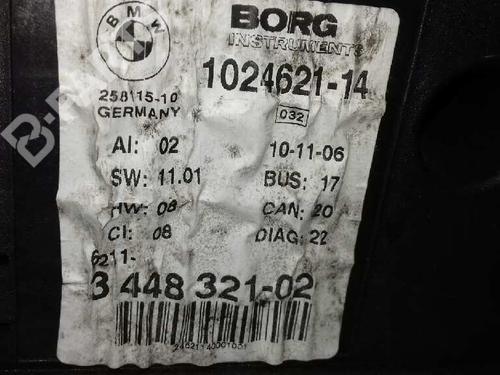 BMW
BORG
INSTRUMENTS
1024621-14
258115-10
GERMANY
032
AI: 02
10-11-06
SW: 11.01
BUS: 17
HW: 08
CAN: 20
CI: 08
DIAG: 22
6211-
3 448 321-02